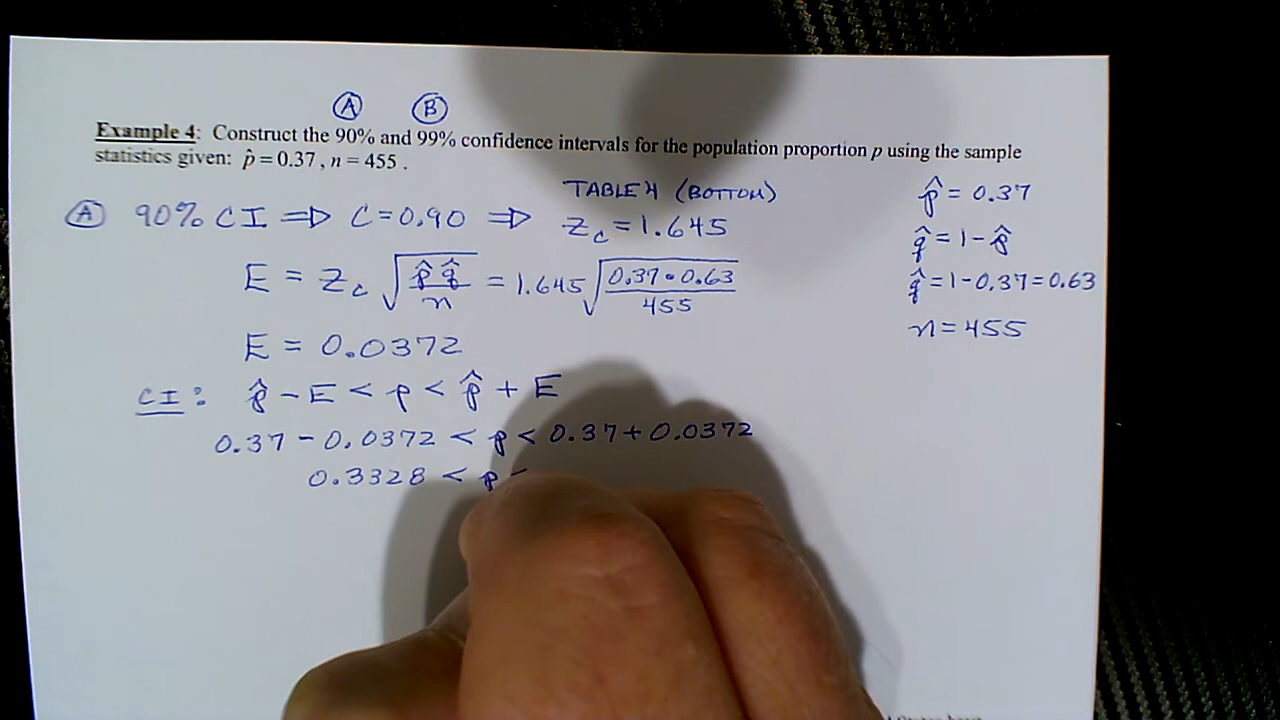 Ⓐ Ⓑ
Example 4: Construct the 90% and 99% confidence intervals for the population proportion p using the sample
statistics given: p̂ = 0.37, n = 455.
TABLE 4 (BOTTOM)
Ⓐ 90% CI ⇒ C = 0.90 ⇒ z_c = 1.645
E = z_c √(p̂ q̂ / n) = 1.645 √(0.37 • 0.63 / 455)
E = 0.0372
CI: p̂ - E < p < p̂ + E
0.37 - 0.0372 < p < 0.37 + 0.0372
0.3328 < p
p̂ = 0.37
q̂ = 1 - p̂
q̂ = 1 - 0.37 = 0.63
n = 455